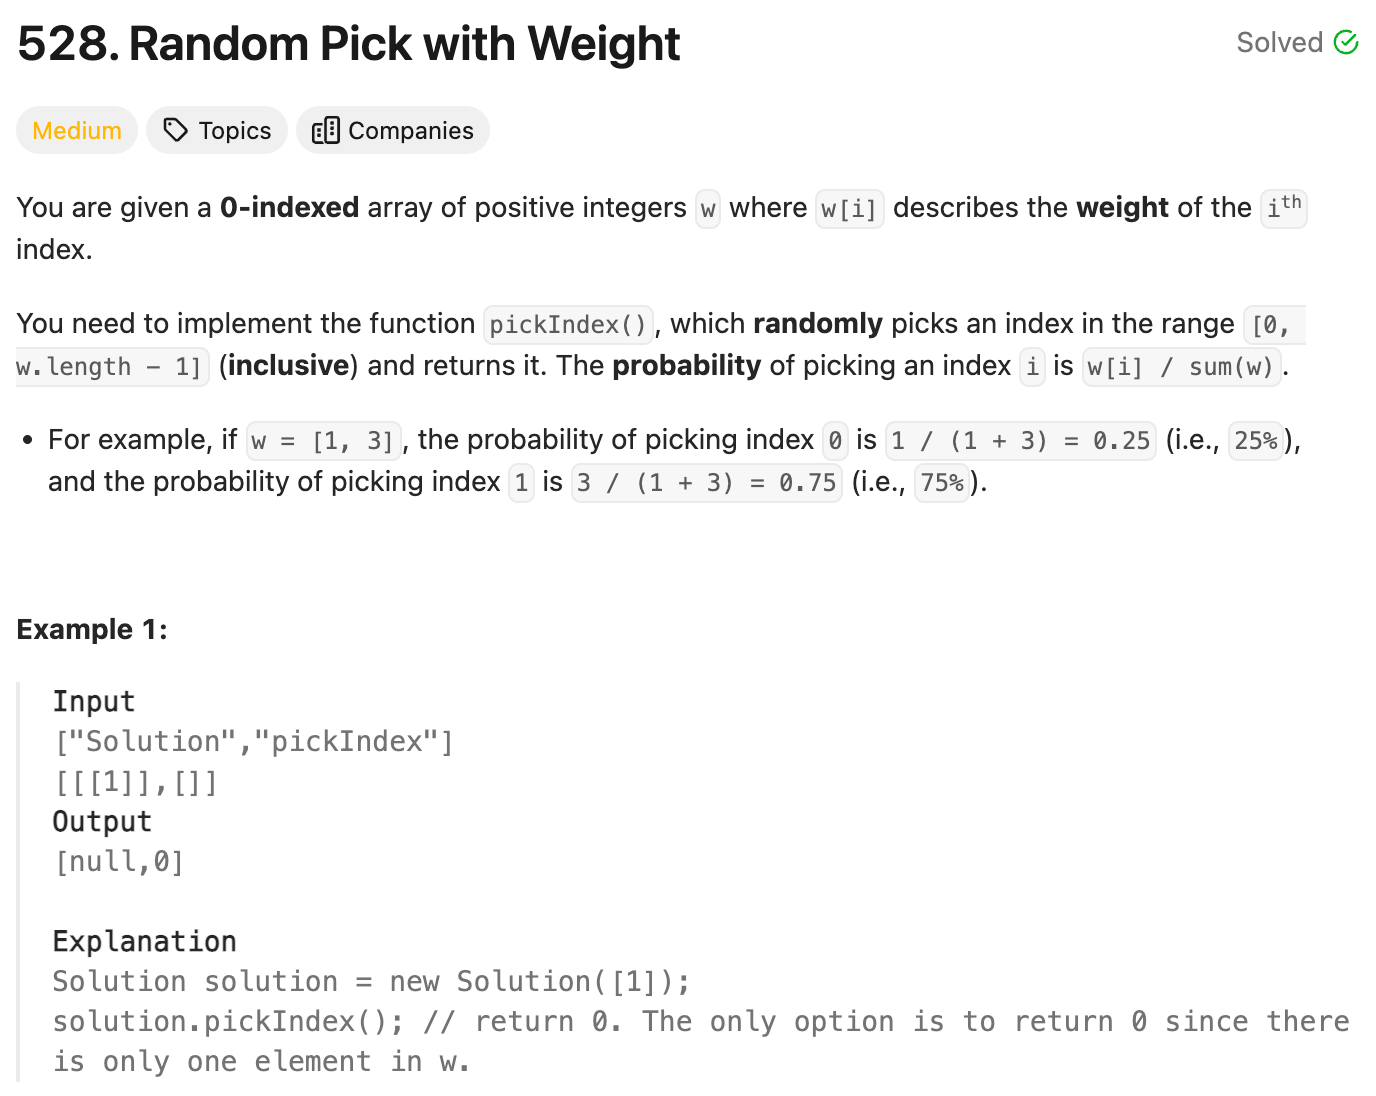 528. Random Pick with Weight
Solved
Medium
Topics
Companies
You are given a 0-indexed array of positive integers w where w[i] describes the weight of the ith
index.
You need to implement the function pickIndex(), which randomly picks an index in the range [0,
w.length - 1] (inclusive) and returns it. The probability of picking an index i is w[i] / sum(w).
• For example, if w = [1, 3], the probability of picking index 0 is 1 / (1 + 3) = 0.25 (i.e., 25%),
and the probability of picking index 1 is 3 / (1 + 3) = 0.75 (i.e., 75%).
Example 1:
Input
["Solution","pickIndex"]
[[[1]],[]]
Output
[null,0]
Explanation
Solution solution = new Solution([1]);
solution.pickIndex(); // return 0. The only option is to return 0 since there
is only one element in w.